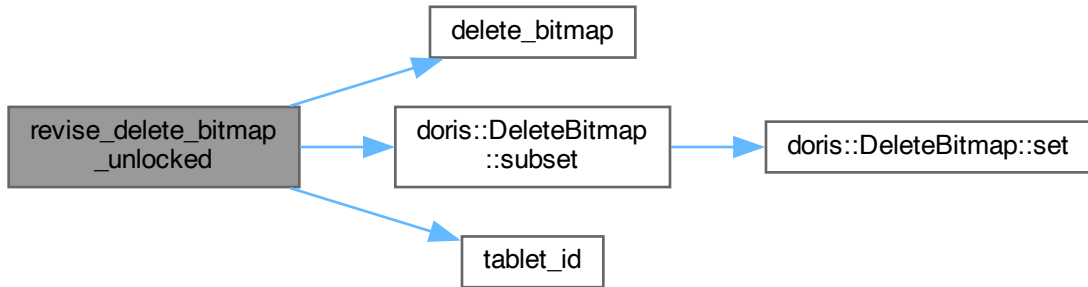 delete_bitmap
revise_delete_bitmap
_unlocked
doris::DeleteBitmap
::subset
doris::DeleteBitmap::set
tablet_id